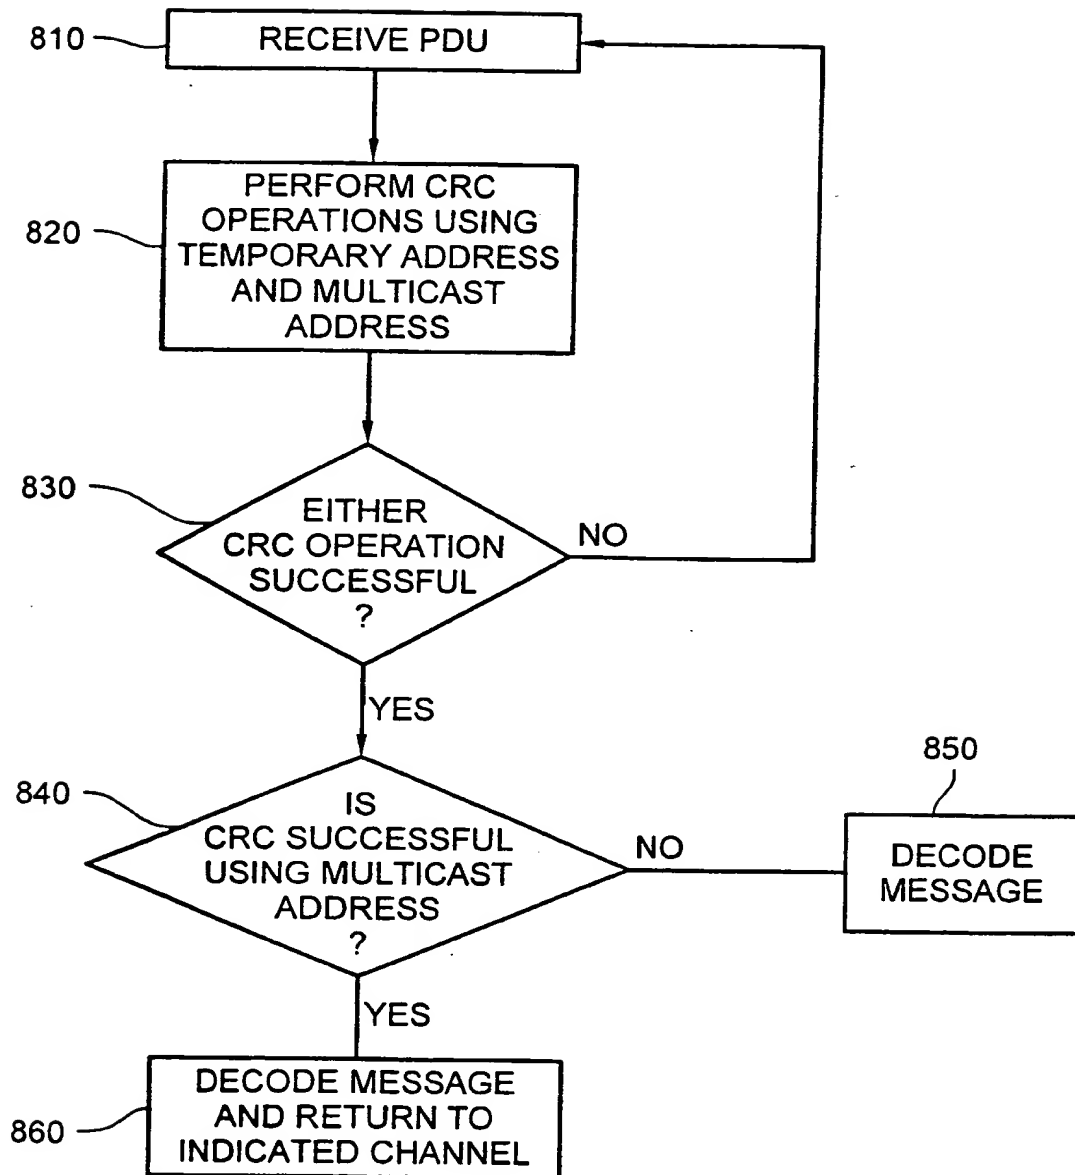 810
RECEIVE PDU
820
PERFORM CRC
OPERATIONS USING
TEMPORARY ADDRESS
AND MULTICAST
ADDRESS
830
EITHER
CRC OPERATION
SUCCESSFUL
?
NO
YES
840
IS
CRC SUCCESSFUL
USING MULTICAST
ADDRESS
?
NO
850
DECODE
MESSAGE
YES
860
DECODE MESSAGE
AND RETURN TO
INDICATED CHANNEL